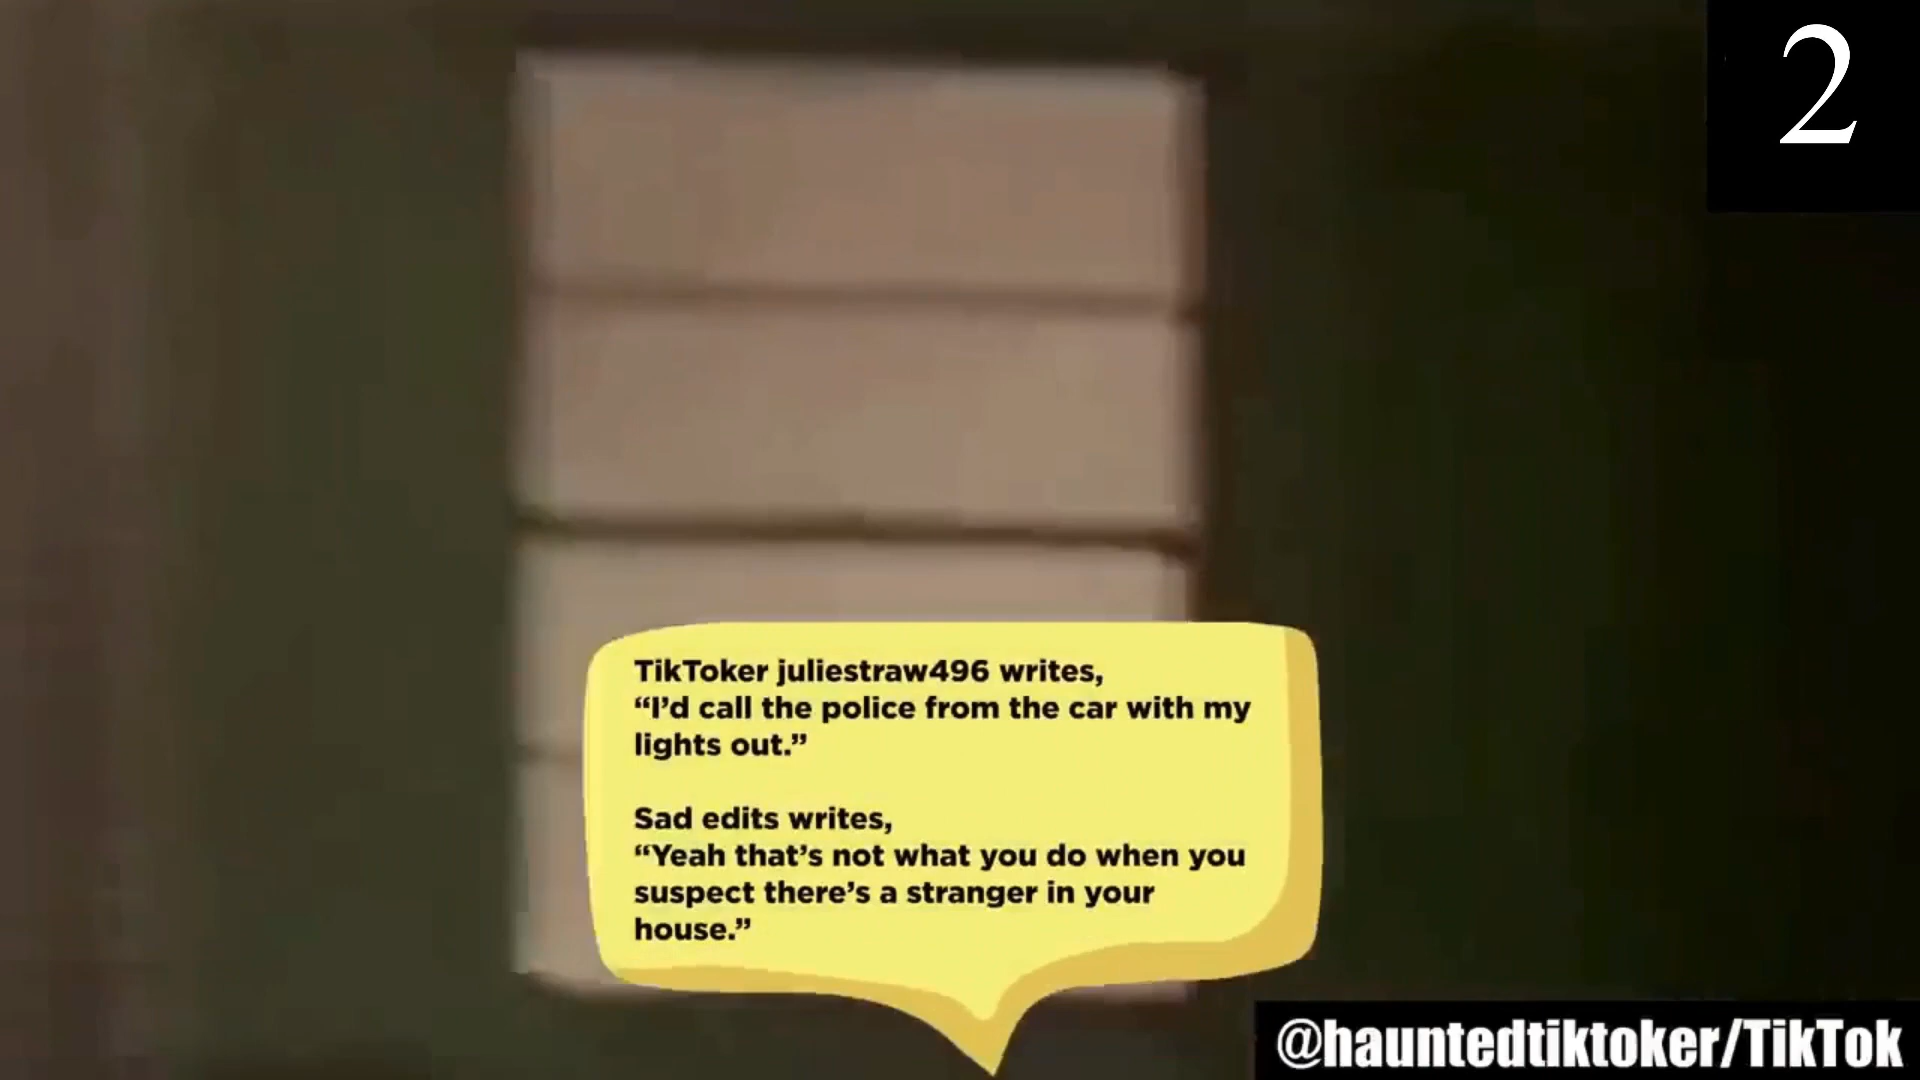 2
TikToker juliestraw496 writes,
“I’d call the police from the car with my
lights out.”
Sad edits writes,
“Yeah that’s not what you do when you
suspect there’s a stranger in your
house.”
@hauntedtiktoker/TikTok